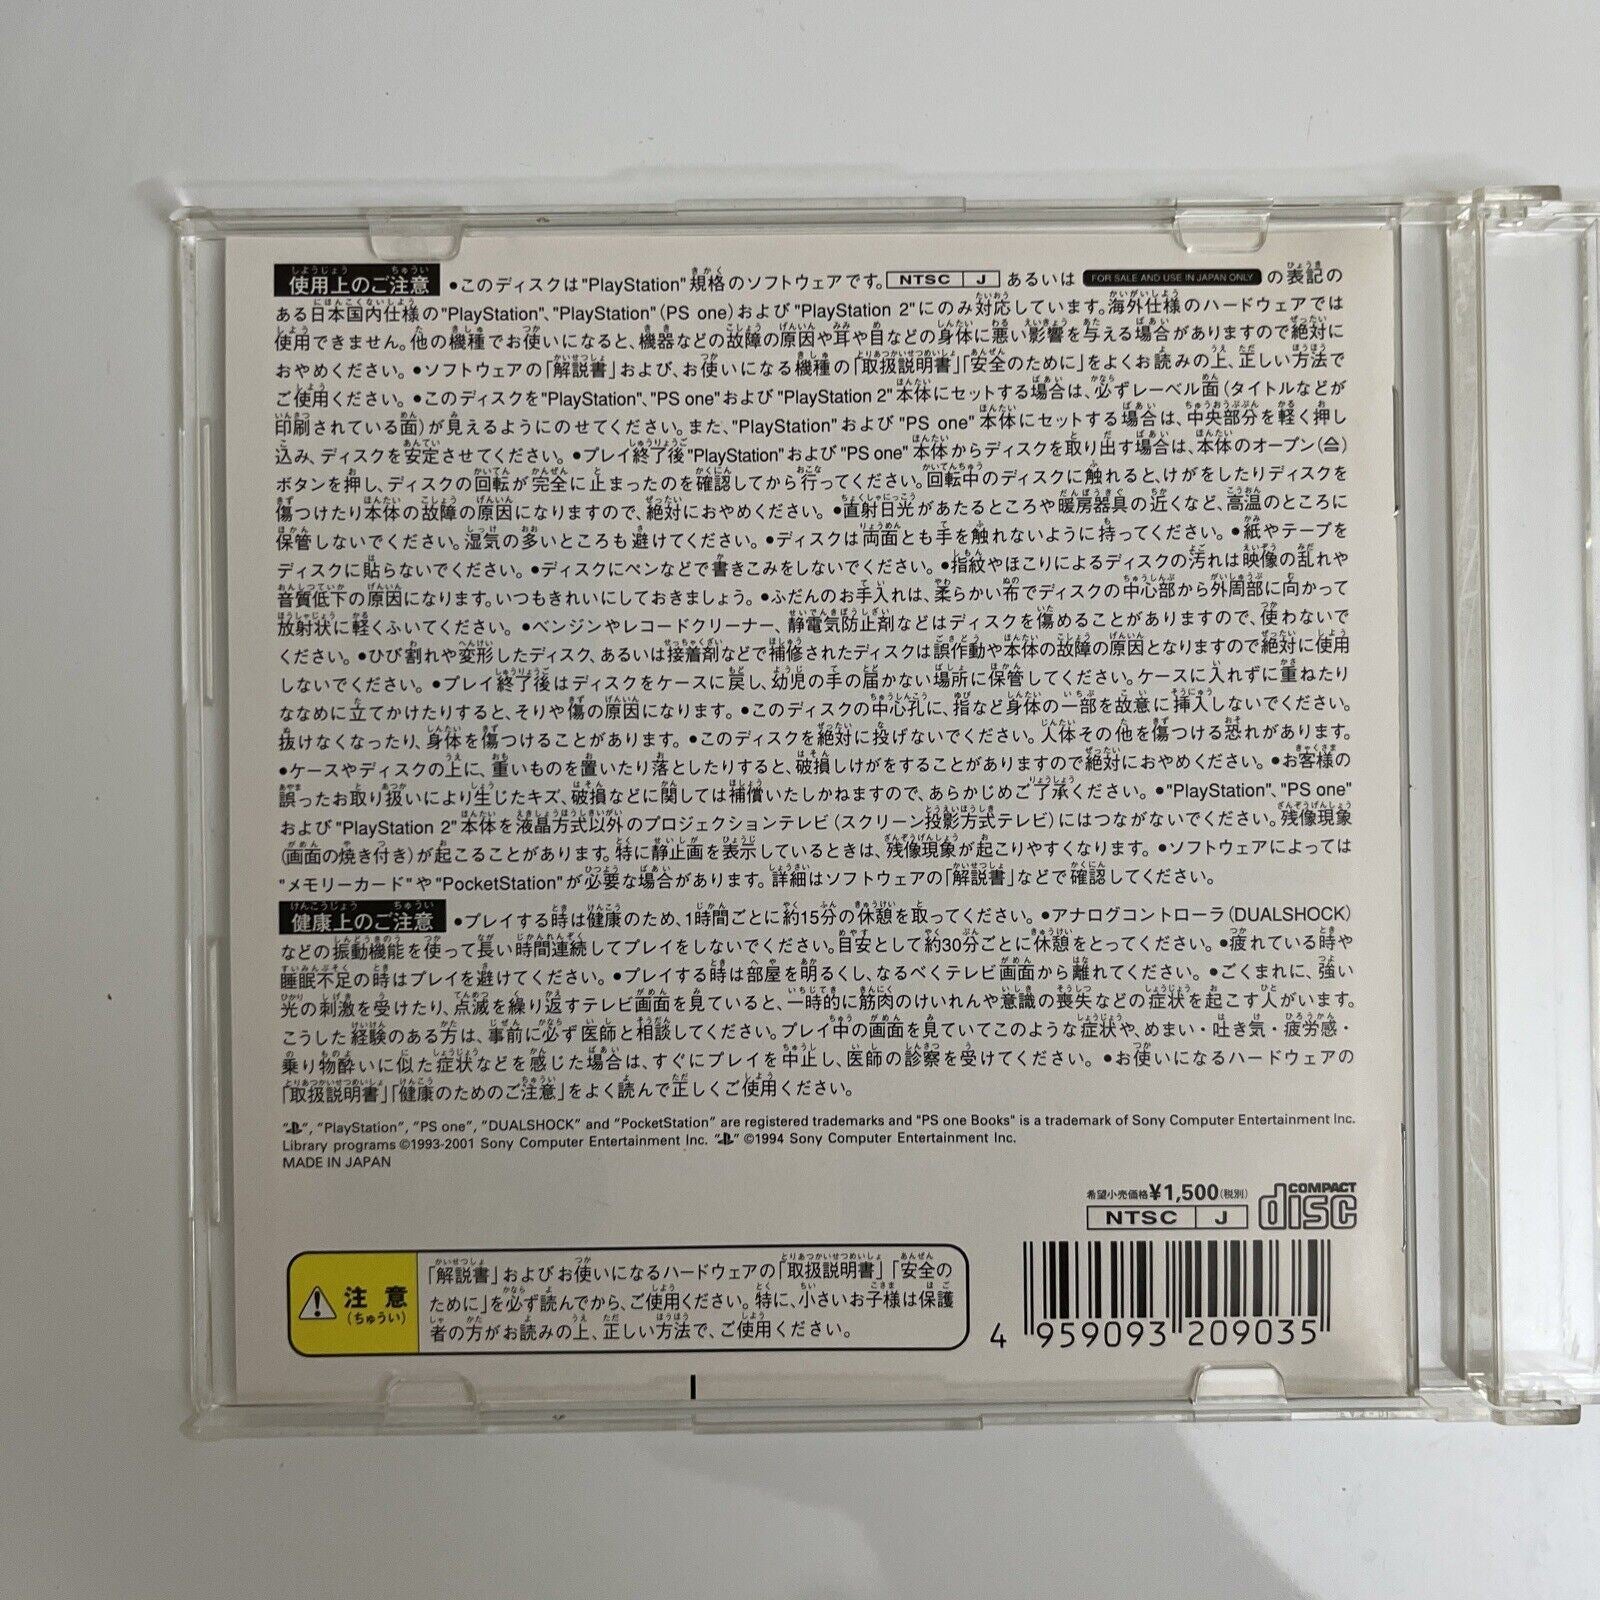 使用上のご注意 ●このディスクは"PlayStation"規格のソフトウェアです。 NTSC J あるいは FOR SALE AND USE IN JAPAN ONLY の表記の
ある日本国内仕様の"PlayStation"、"PlayStation"(PS one)および"PlayStation 2"にのみ対応しています。海外仕様のハードウェアでは
使用できません。他の機種でお使いになると、機器などの故障の原因や耳や目などの身体に悪い影響を与える場合がありますので絶対に
おやめください。●ソフトウェアの「解説書」および、お使いになる機種の「取扱説明書」「安全のために」をよくお読みの上、正しい方法で
ご使用ください。●このディスクを"PlayStation"、"PS one"および"PlayStation 2"本体にセットする場合は、必ずレーベル面(タイトルなどが
印刷されている面)が見えるようにのせてください。また、"PlayStation"および"PS one"本体にセットする場合は、中央部分を軽く押し
込み、ディスクを安定させてください。●プレイ終了後"PlayStation"および"PS one"本体からディスクを取り出す場合は、本体のオープン(≙)
ボタンを押し、ディスクの回転が完全に止まったのを確認してから行ってください。回転中のディスクに触れると、けがをしたりディスクを
傷つけたり本体の故障の原因になりますので、絶対におやめください。●直射日光があたるところや暖房器具の近くなど、高温のところに
保管しないでください。湿気の多いところも避けてください。●ディスクは両面とも手を触れないように持ってください。●紙やテープを
ディスクに貼らないでください。●ディスクにペンなどで書きこみをしないでください。●指紋やほこりによるディスクの汚れは映像の乱れや
音質低下の原因になります。いつもきれいにしておきましょう。●ふだんのお手入れは、柔らかい布でディスクの中心部から外周部に向かって
放射状に軽くふいてください。●ベンジンやレコードクリーナー、静電気防止剤などはディスクを傷めることがありますので、使わないで
ください。●ひび割れや変形したディスク、あるいは接着剤などで補修されたディスクは誤作動や本体の故障の原因となりますので絶対に使用
しないでください。●プレイ終了後はディスクをケースに戻し、幼児の手の届かない場所に保管してください。ケースに入れずに重ねたり
ななめに立てかけたりすると、そりや傷の原因になります。●このディスクの中心孔に、指など身体の一部を故意に挿入しないでください。
抜けなくなったり、身体を傷つけることがあります。●このディスクを絶対に投げないでください。人体その他を傷つける恐れがあります。
●ケースやディスクの上に、重いものを置いたり落としたりすると、破損しけがをすることがありますので絶対におやめください。●お客様の
誤ったお取り扱いにより生じたキズ、破損などに関しては補償いたしかねますので、あらかじめご了承ください。●"PlayStation"、"PS one"
および"PlayStation 2"本体を液晶方式以外のプロジェクションテレビ(スクリーン投影方式テレビ)にはつながないでください。残像現象
(画面の焼き付き)が起こることがあります。特に静止画を表示しているときは、残像現象が起こりやすくなります。●ソフトウェアによっては
"メモリーカード"や"PocketStation"が必要な場合があります。詳細はソフトウェアの「解説書」などで確認してください。
健康上のご注意 ●プレイする時は健康のため、1時間ごとに約15分の休憩を取ってください。●アナログコントローラ(DUALSHOCK)
などの振動機能を使って長い時間連続してプレイをしないでください。目安として約30分ごとに休憩をとってください。●疲れている時や
睡眠不足の時はプレイを避けてください。●プレイする時は部屋を明るくし、なるべくテレビ画面から離れてください。●ごくまれに、強い
光の刺激を受けたり、点滅を繰り返すテレビ画面を見ていると、一時的に筋肉のけいれんや意識の喪失などの症状を起こす人がいます。
こうした経験のある方は、事前に必ず医師と相談してください。プレイ中の画面を見ていてこのような症状や、めまい・吐き気・疲労感・
乗り物酔いに似た症状などを感じた場合は、すぐにプレイを中止し、医師の診察を受けてください。●お使いになるハードウェアの
「取扱説明書」「健康のためのご注意」をよく読んで正しくご使用ください。
" ", "PlayStation", "PS one", "DUALSHOCK" and "PocketStation" are registered trademarks and "PS one Books" is a trademark of Sony Computer Entertainment Inc.
Library programs ©1993-2001 Sony Computer Entertainment Inc. " " ©1994 Sony Computer Entertainment Inc.
MADE IN JAPAN
希望小売価格¥1,500(税別)
NTSC J
COMPACT disc
注意
(ちゅうい)
「解説書」およびお使いになるハードウェアの「取扱説明書」「安全の
ために」を必ず読んでから、ご使用ください。特に、小さいお子様は保護
者の方がお読みの上、正しい方法で、ご使用ください。
4 959093 209035